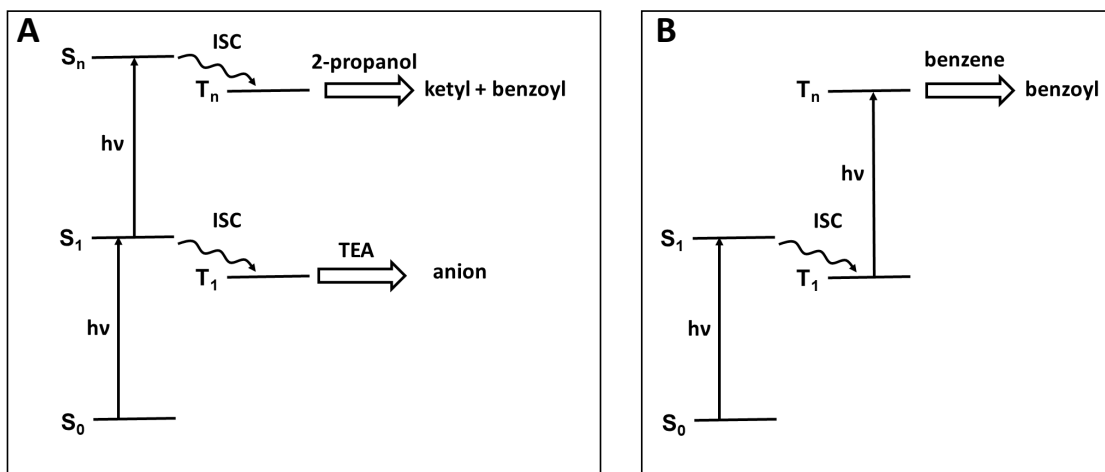 A
Sₙ
ISC
Tₙ
2-propanol
ketyl + benzoyl
hν
S₁
ISC
T₁
TEA
anion
hν
S₀
B
Tₙ
benzene
benzoyl
hν
S₁
ISC
T₁
hν
S₀